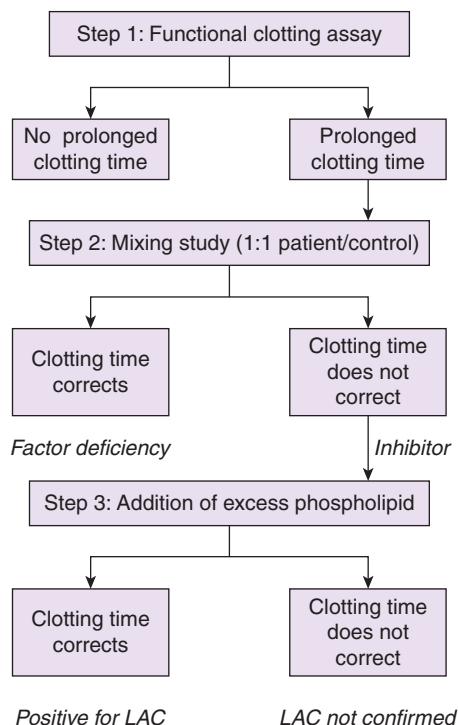 Step 1: Functional clotting assay
No prolonged
clotting time
Prolonged
clotting time
Step 2: Mixing study (1:1 patient/control)
Clotting time
corrects
Clotting time
does not
correct
Factor deficiency
Inhibitor
Step 3: Addition of excess phospholipid
Clotting time
corrects
Clotting time
does not
correct
Positive for LAC
LAC not confirmed